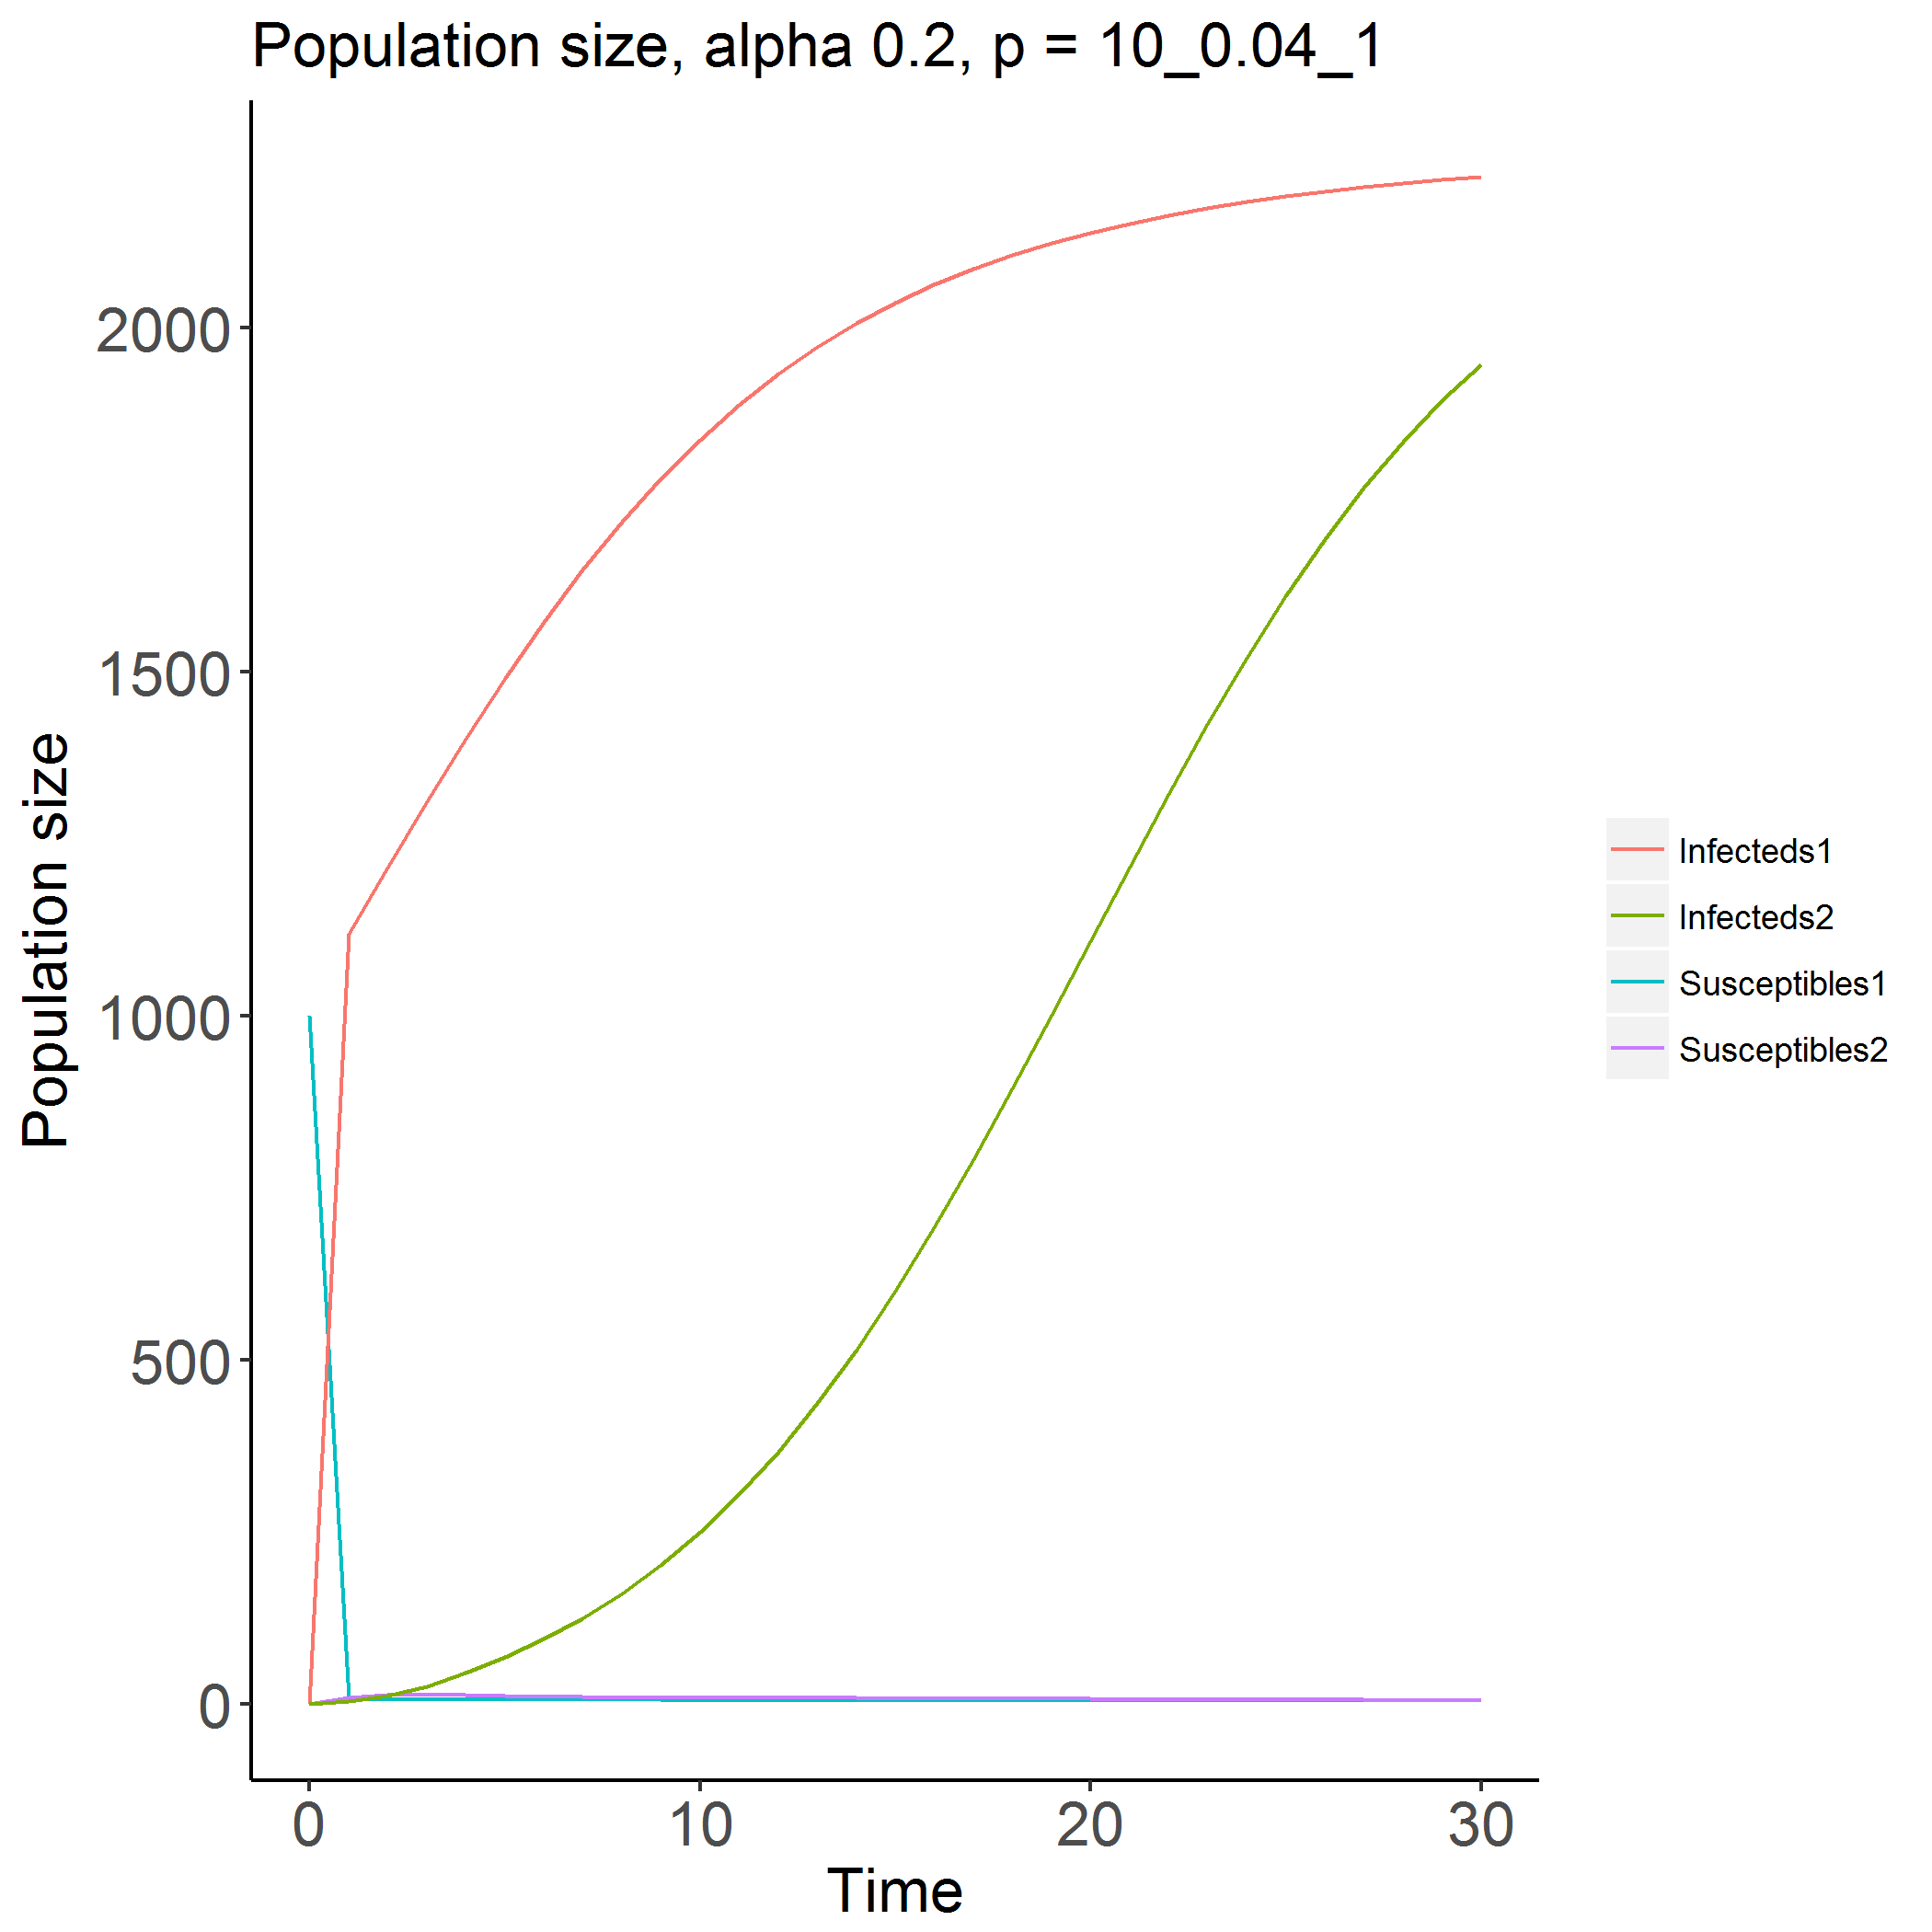 Population size, alpha 0.2, p = 10_0.04_1
Population size
2000
1500
1000
500
0
0 10 20 30
Time
Infecteds1
Infecteds2
Susceptibles1
Susceptibles2